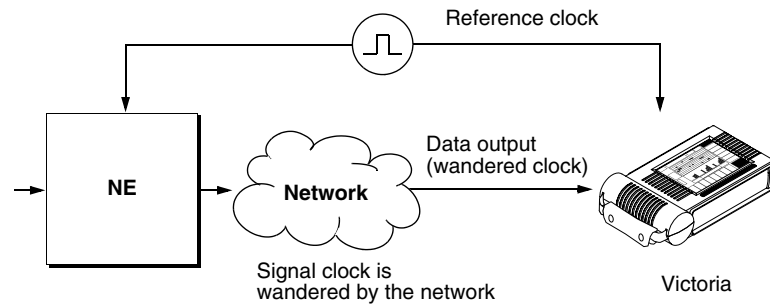 Reference clock
NE
Network
Data output
(wandered clock)
Signal clock is
wandered by the network
Victoria